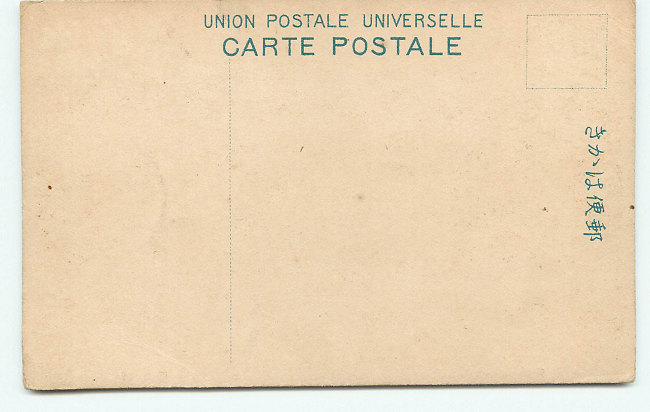 UNION POSTALE UNIVERSELLE
CARTE POSTALE
郵便はかき